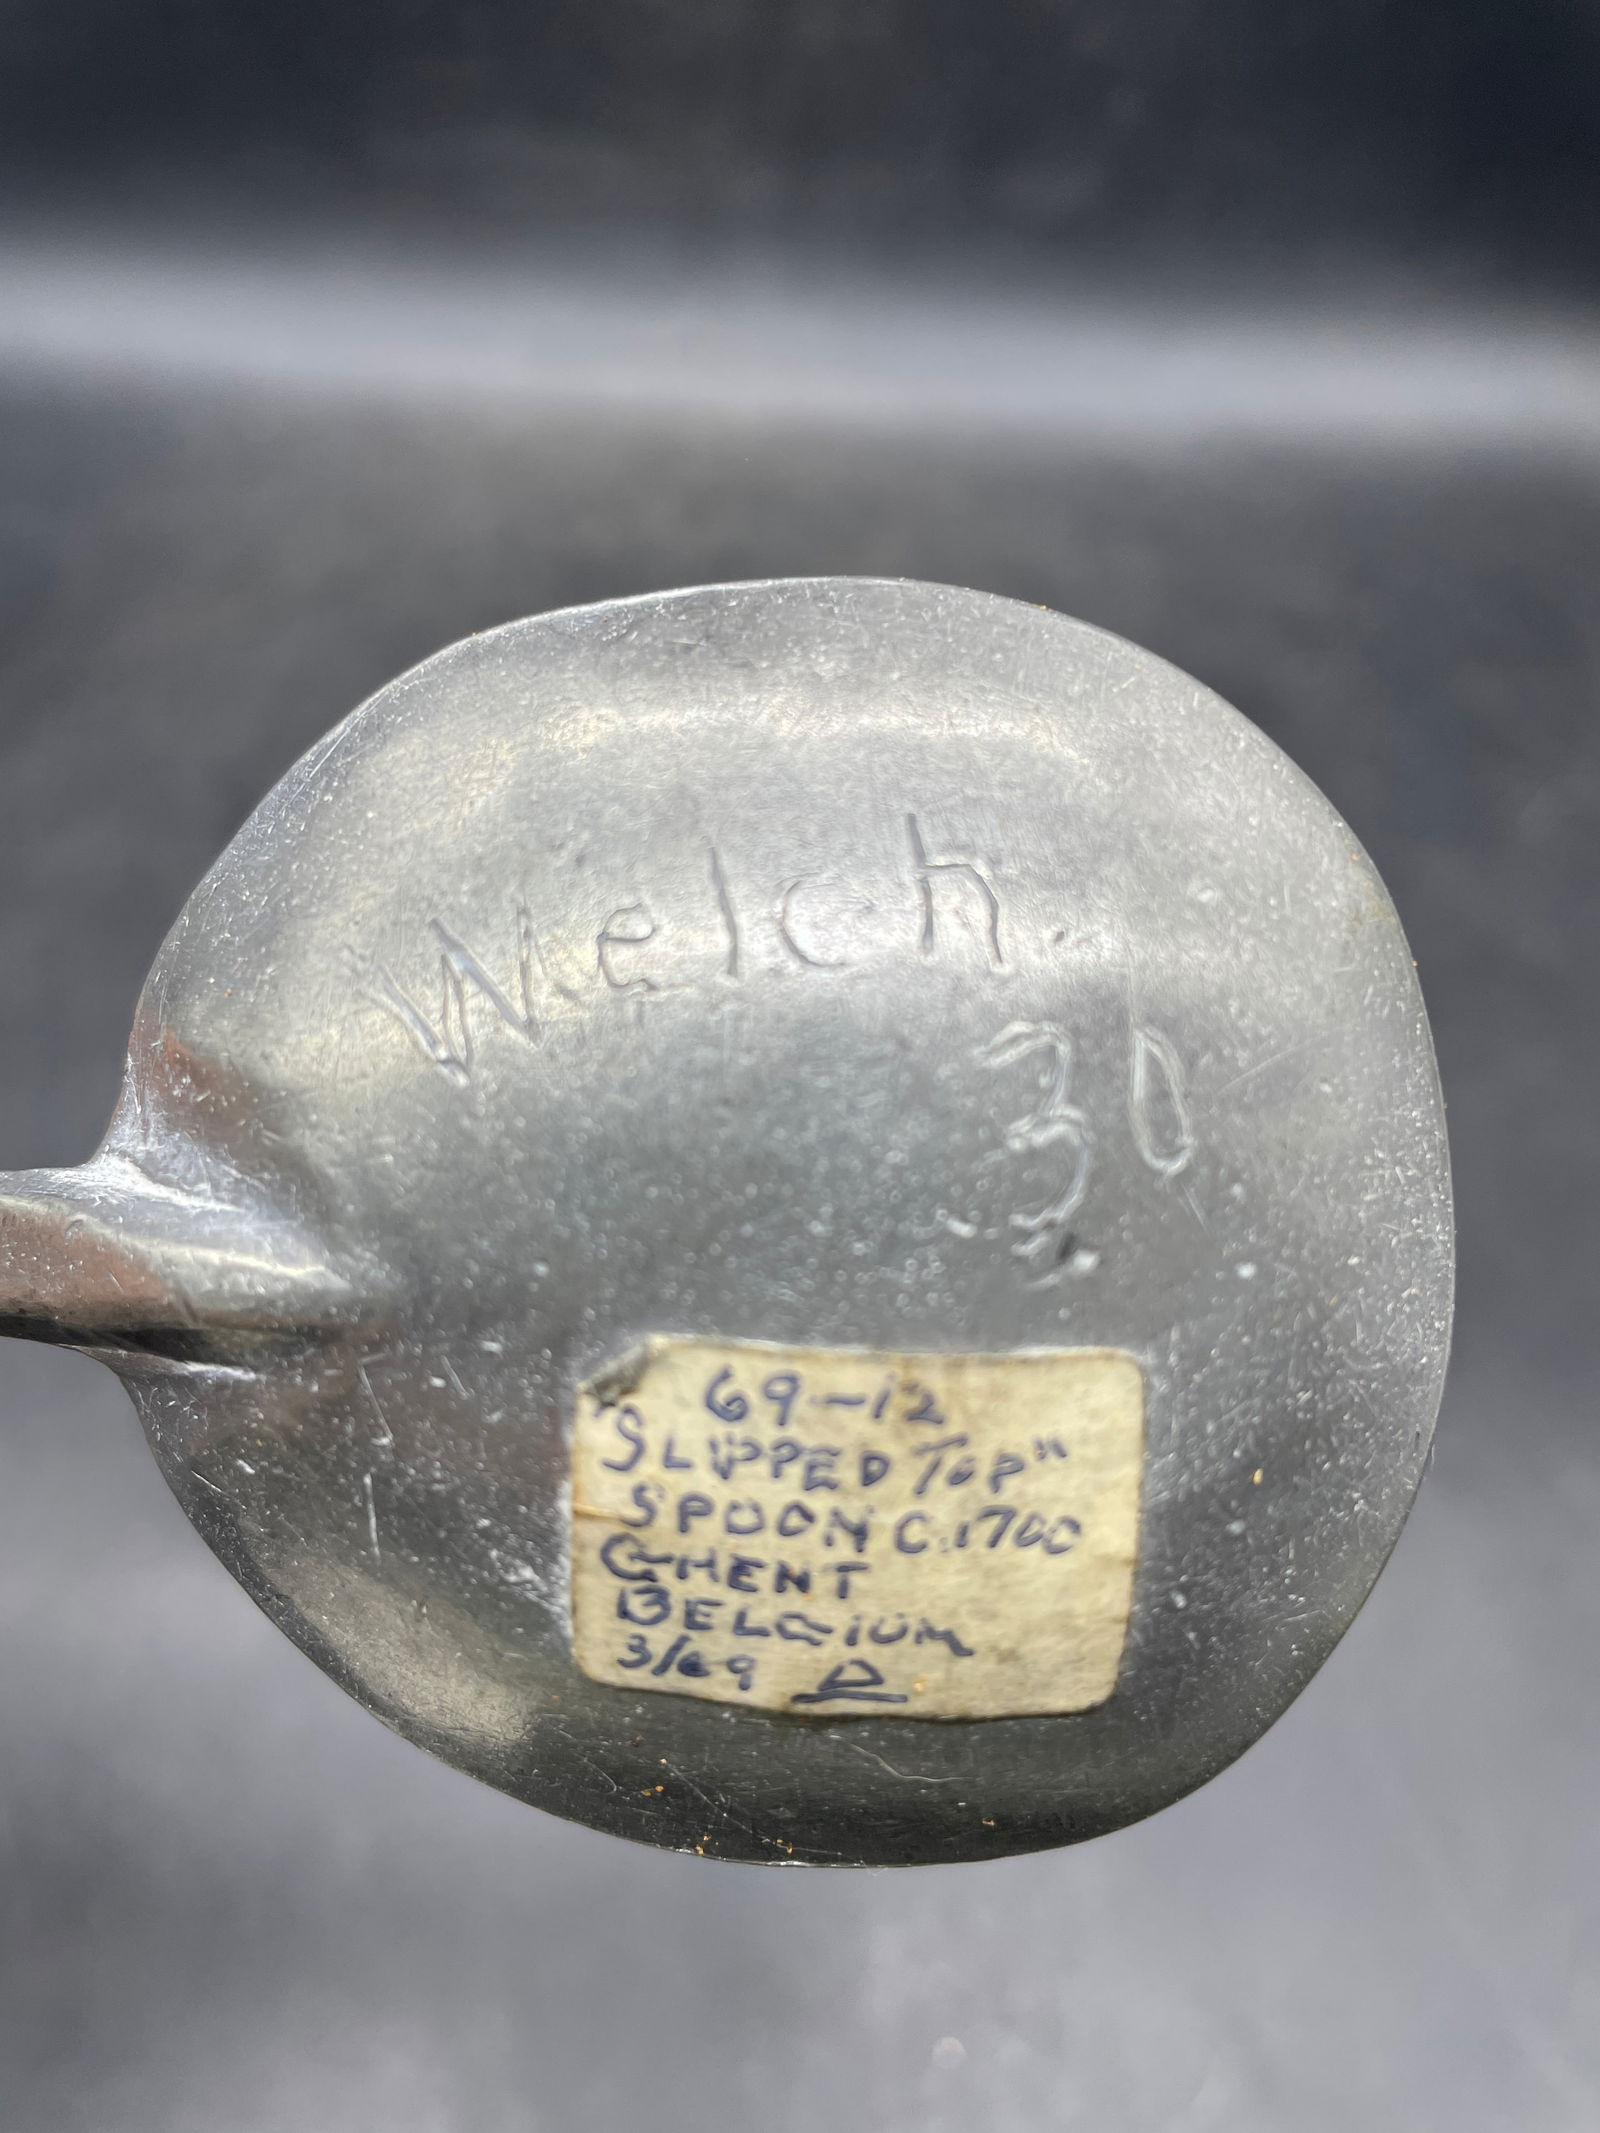 Welch.
30
69-12
"SLIPPED TOP"
SPOON C.1700
GHENT
BELGIUM
3/69 D